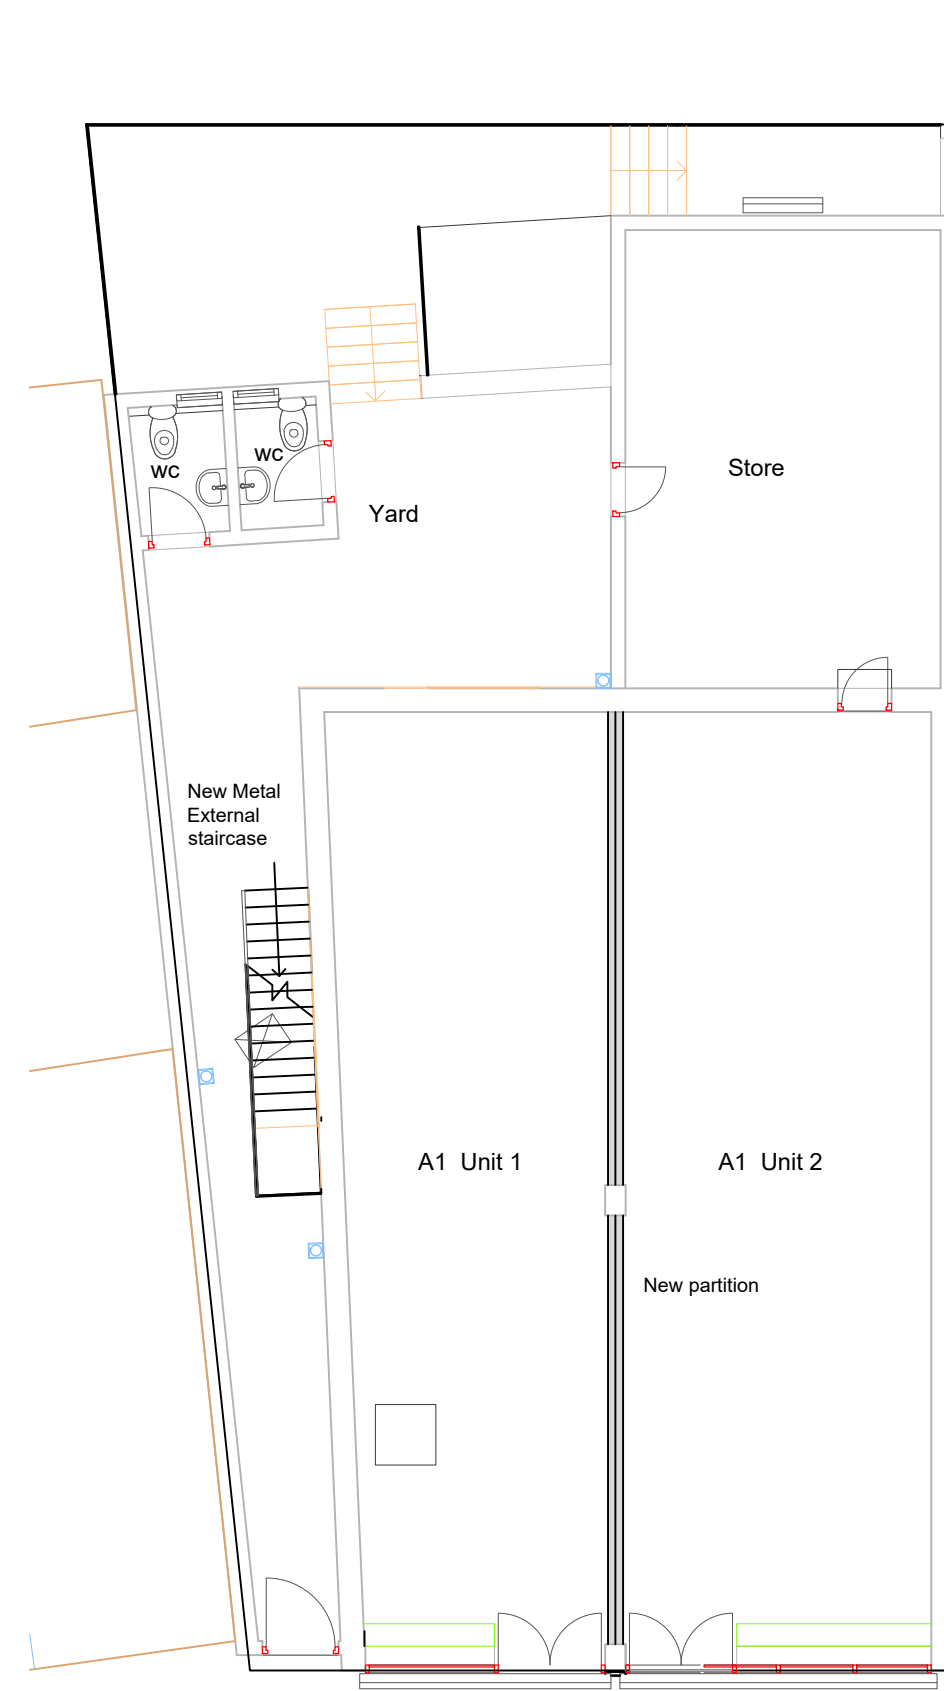 WC
WC
Store
Yard
New Metal
External
staircase
A1 Unit 1
A1 Unit 2
New partition